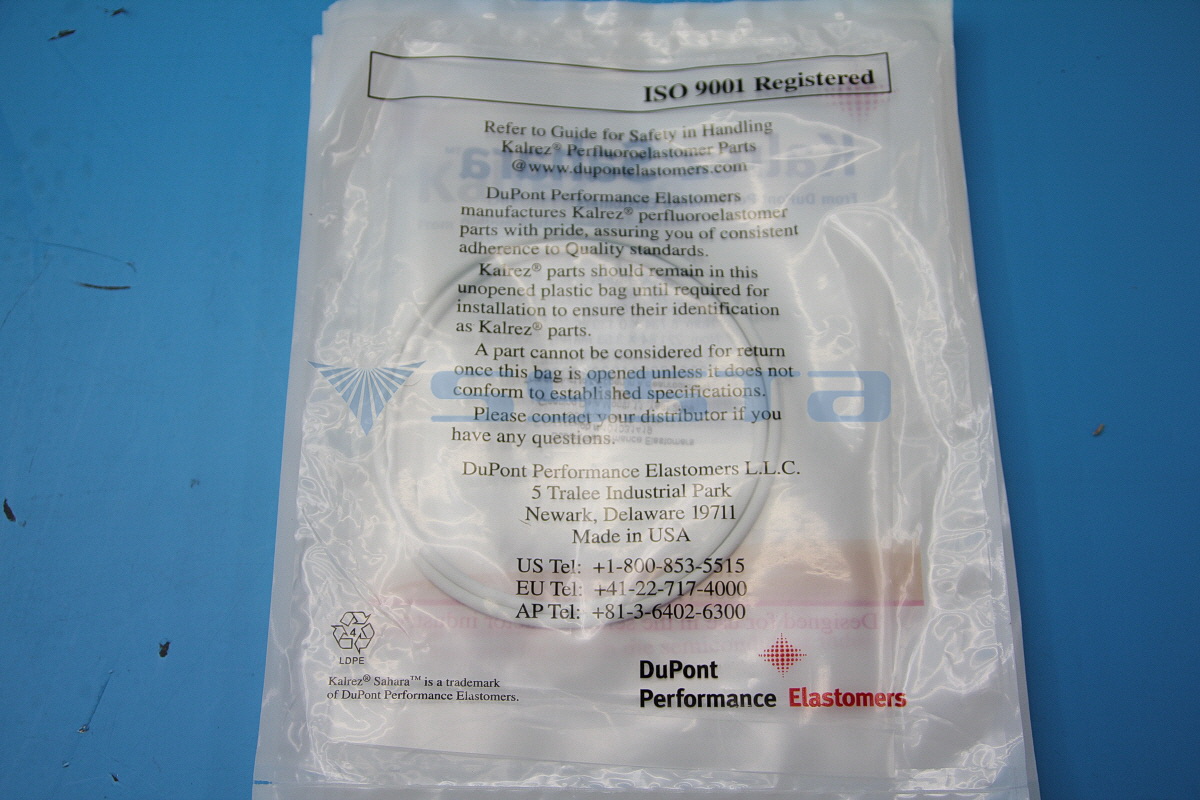 ISO 9001 Registered
Refer to Guide for Safety in Handling
Kalrez® Perfluoroelastomer Parts
@www.dupontelastomers.com
DuPont Performance Elastomers
manufactures Kalrez® perfluoroelastomer
parts with pride, assuring you of consistent
adherence to Quality standards.
Kalrez® parts should remain in this
unopened plastic bag until required for
installation to ensure their identification
as Kalrez® parts.
A part cannot be considered for return
once this bag is opened unless it does not
conform to established specifications.
Please contact your distributor if you
have any questions.
DuPont Performance Elastomers L.L.C.
5 Tralee Industrial Park
Newark, Delaware 19711
Made in USA
US Tel: +1-800-853-5515
EU Tel: +41-22-717-4000
AP Tel: +81-3-6402-6300
4
LDPE
Kalrez® Sahara™ is a trademark
of DuPont Performance Elastomers.
DuPont
Performance Elastomers